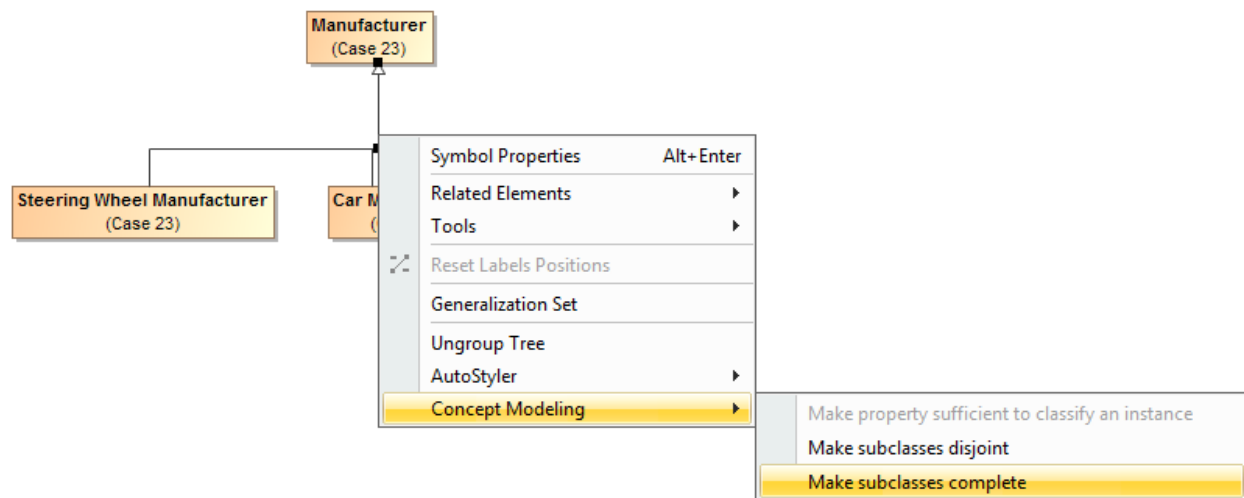 Manufacturer
(Case 23)
Steering Wheel Manufacturer
(Case 23)
Car
Symbol Properties Alt+Enter
Related Elements
Tools
Reset Labels Positions
Generalization Set
Ungroup Tree
AutoStyler
Concept Modeling
Make property sufficient to classify an instance
Make subclasses disjoint
Make subclasses complete